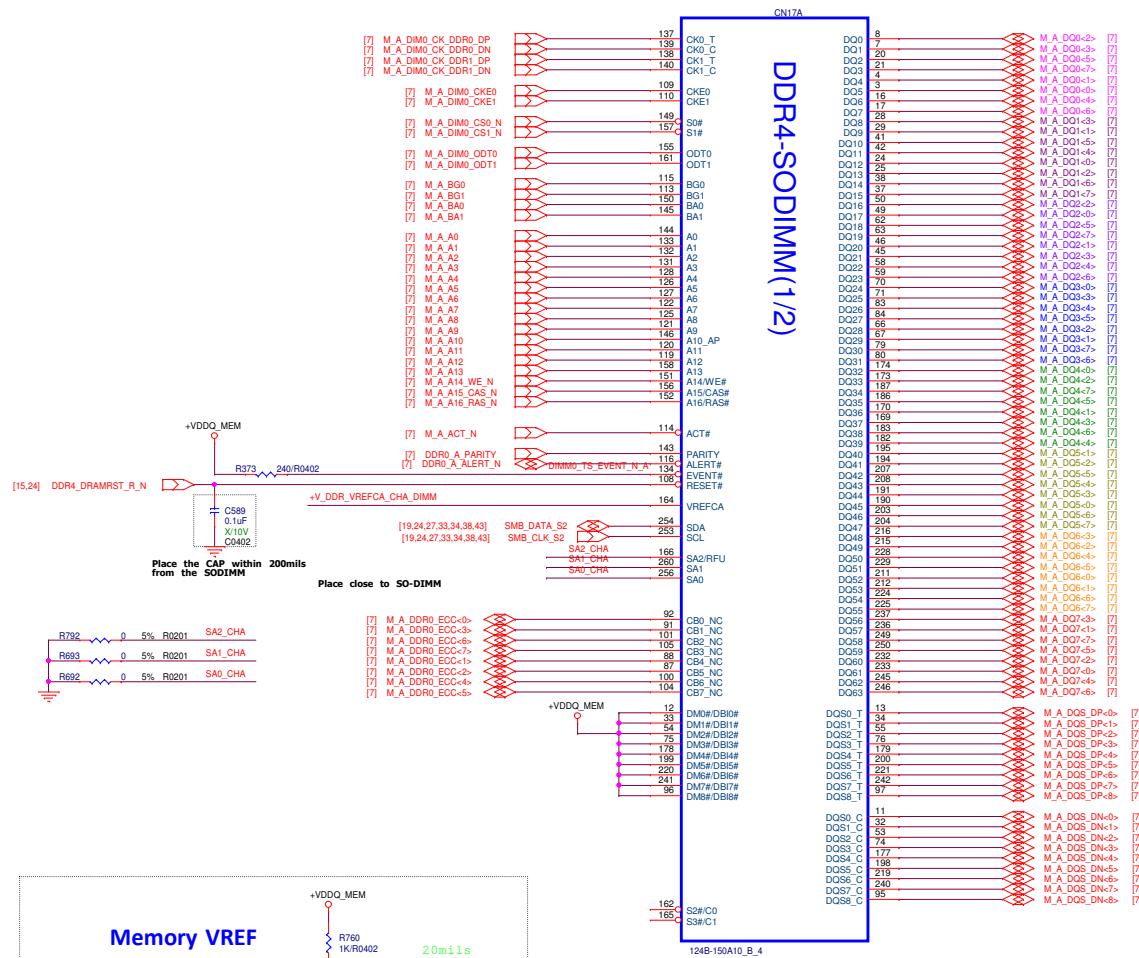 CN17A
DDR4-SODIMM(1/2)
[7] M_A_DIM0_CK_DDR0_DP 137 CK0_T
[7] M_A_DIM0_CK_DDR0_DN 139 CK0_C
[7] M_A_DIM0_CK_DDR1_DP 138 CK1_T
[7] M_A_DIM0_CK_DDR1_DN 140 CK1_C
[7] M_A_DIM0_CKE0 109 CKE0
[7] M_A_DIM0_CKE1 110 CKE1
[7] M_A_DIM0_CS0_N 149 S0#
[7] M_A_DIM0_CS1_N 157 S1#
[7] M_A_DIM0_ODT0 155 ODT0
[7] M_A_DIM0_ODT1 161 ODT1
[7] M_A_BG0 115 BG0
[7] M_A_BG1 113 BG1
[7] M_A_BA0 150 BA0
[7] M_A_BA1 145 BA1
[7] M_A_A0 144 A0
[7] M_A_A1 133 A1
[7] M_A_A2 132 A2
[7] M_A_A3 131 A3
[7] M_A_A4 128 A4
[7] M_A_A5 126 A5
[7] M_A_A6 127 A6
[7] M_A_A7 122 A7
[7] M_A_A8 125 A8
[7] M_A_A9 121 A9
[7] M_A_A10 146 A10_AP
[7] M_A_A11 120 A11
[7] M_A_A12 119 A12
[7] M_A_A13 158 A13
[7] M_A_A14_WE_N 151 A14/WE#
[7] M_A_A15_CAS_N 156 A15/CAS#
[7] M_A_A16_RAS_N 152 A16/RAS#
[7] M_A_ACT_N 114 ACT#
[7] DDR0_A_PARITY 143 PARITY
[7] DDR0_A_ALERT_N 116 ALERT#
+VDDQ_MEM
R373 240/R0402 DIMM0_TS_EVENT_N_A 134 EVENT#
[15,24] DDR4_DRAMRST_R_N 108 RESET#
C589
0.1uF
X/10V
C0402
Place the CAP within 200mils
from the SODIMM
+V_DDR_VREFCA_CHA_DIMM 164 VREFCA
[19,24,27,33,34,38,43] SMB_DATA_S2 254 SDA
[19,24,27,33,34,38,43] SMB_CLK_S2 253 SCL
SA2_CHA 166 SA2/RFU
SA1_CHA 260 SA1
SA0_CHA 256 SA0
Place close to SO-DIMM
R792 0 5% R0201 SA2_CHA
R693 0 5% R0201 SA1_CHA
R692 0 5% R0201 SA0_CHA
[7] M_A_DDR0_ECC<0> 92 CB0_NC
[7] M_A_DDR0_ECC<3> 91 CB1_NC
[7] M_A_DDR0_ECC<6> 101 CB2_NC
[7] M_A_DDR0_ECC<7> 105 CB3_NC
[7] M_A_DDR0_ECC<1> 88 CB4_NC
[7] M_A_DDR0_ECC<2> 87 CB5_NC
[7] M_A_DDR0_ECC<4> 100 CB6_NC
[7] M_A_DDR0_ECC<5> 104 CB7_NC
+VDDQ_MEM
12 DM0#/DBI0#
33 DM1#/DBI1#
54 DM2#/DBI2#
75 DM3#/DBI3#
178 DM4#/DBI4#
199 DM5#/DBI5#
220 DM6#/DBI6#
241 DM7#/DBI7#
96 DM8#/DBI8#
162 S2#/C0
165 S3#/C1
DQ0 8 M_A_DQ0<2> [7]
DQ1 7 M_A_DQ0<3> [7]
DQ2 20 M_A_DQ0<5> [7]
DQ3 21 M_A_DQ0<7> [7]
DQ4 4 M_A_DQ0<1> [7]
DQ5 3 M_A_DQ0<0> [7]
DQ6 16 M_A_DQ0<4> [7]
DQ7 17 M_A_DQ0<6> [7]
DQ8 28 M_A_DQ1<3> [7]
DQ9 29 M_A_DQ1<1> [7]
DQ10 41 M_A_DQ1<5> [7]
DQ11 42 M_A_DQ1<4> [7]
DQ12 24 M_A_DQ1<0> [7]
DQ13 25 M_A_DQ1<2> [7]
DQ14 38 M_A_DQ1<6> [7]
DQ15 37 M_A_DQ1<7> [7]
DQ16 50 M_A_DQ2<2> [7]
DQ17 49 M_A_DQ2<0> [7]
DQ18 62 M_A_DQ2<5> [7]
DQ19 63 M_A_DQ2<7> [7]
DQ20 46 M_A_DQ2<1> [7]
DQ21 45 M_A_DQ2<3> [7]
DQ22 58 M_A_DQ2<4> [7]
DQ23 59 M_A_DQ2<6> [7]
DQ24 70 M_A_DQ3<0> [7]
DQ25 71 M_A_DQ3<3> [7]
DQ26 83 M_A_DQ3<4> [7]
DQ27 84 M_A_DQ3<5> [7]
DQ28 66 M_A_DQ3<2> [7]
DQ29 67 M_A_DQ3<1> [7]
DQ30 79 M_A_DQ3<7> [7]
DQ31 80 M_A_DQ3<6> [7]
DQ32 174 M_A_DQ4<0> [7]
DQ33 173 M_A_DQ4<2> [7]
DQ34 187 M_A_DQ4<7> [7]
DQ35 186 M_A_DQ4<5> [7]
DQ36 170 M_A_DQ4<1> [7]
DQ37 169 M_A_DQ4<3> [7]
DQ38 183 M_A_DQ4<6> [7]
DQ39 182 M_A_DQ4<4> [7]
DQ40 195 M_A_DQ5<1> [7]
DQ41 194 M_A_DQ5<2> [7]
DQ42 207 M_A_DQ5<5> [7]
DQ43 208 M_A_DQ5<4> [7]
DQ44 191 M_A_DQ5<3> [7]
DQ45 190 M_A_DQ5<0> [7]
DQ46 203 M_A_DQ5<6> [7]
DQ47 204 M_A_DQ5<7> [7]
DQ48 216 M_A_DQ6<3> [7]
DQ49 215 M_A_DQ6<2> [7]
DQ50 228 M_A_DQ6<4> [7]
DQ51 229 M_A_DQ6<5> [7]
DQ52 211 M_A_DQ6<0> [7]
DQ53 212 M_A_DQ6<1> [7]
DQ54 224 M_A_DQ6<6> [7]
DQ55 225 M_A_DQ6<7> [7]
DQ56 237 M_A_DQ7<3> [7]
DQ57 236 M_A_DQ7<1> [7]
DQ58 249 M_A_DQ7<7> [7]
DQ59 250 M_A_DQ7<5> [7]
DQ60 232 M_A_DQ7<2> [7]
DQ61 233 M_A_DQ7<0> [7]
DQ62 245 M_A_DQ7<4> [7]
DQ63 246 M_A_DQ7<6> [7]
DQS0_T 13 M_A_DQS_DP<0> [7
DQS1_T 34 M_A_DQS_DP<1> [7
DQS2_T 55 M_A_DQS_DP<2> [7
DQS3_T 76 M_A_DQS_DP<3> [7
DQS4_T 179 M_A_DQS_DP<4> [7
DQS5_T 200 M_A_DQS_DP<5> [7
DQS6_T 221 M_A_DQS_DP<6> [7
DQS7_T 242 M_A_DQS_DP<7> [7
DQS8_T 97 M_A_DQS_DP<8> [7
DQS0_C 11 M_A_DQS_DN<0> [7
DQS1_C 32 M_A_DQS_DN<1> [7
DQS2_C 53 M_A_DQS_DN<2> [7
DQS3_C 74 M_A_DQS_DN<3> [7
DQS4_C 177 M_A_DQS_DN<4> [7
DQS5_C 198 M_A_DQS_DN<5> [7
DQS6_C 219 M_A_DQS_DN<6> [7
DQS7_C 240 M_A_DQS_DN<7> [7
DQS8_C 95 M_A_DQS_DN<8> [7
124B-150A10_B_4
Memory VREF
+VDDQ_MEM
R760
1K/R0402
20mils